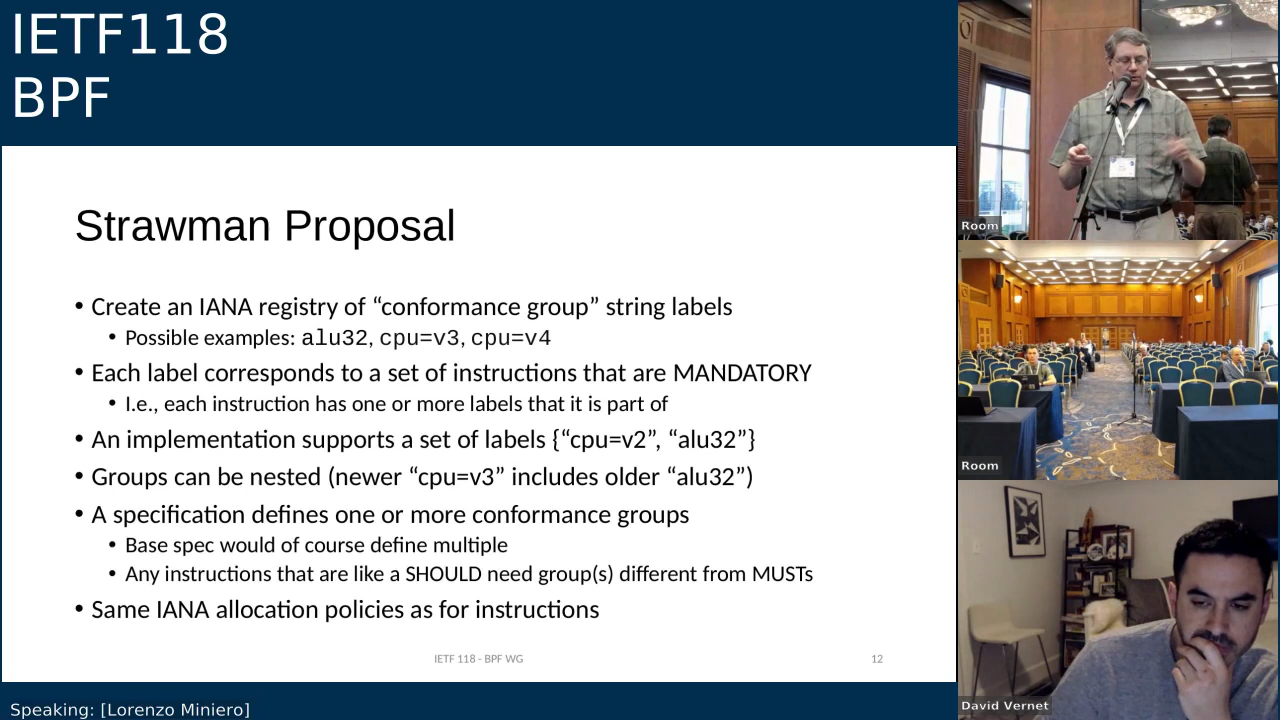 IETF118
BPF
Strawman Proposal
• Create an IANA registry of “conformance group” string labels
• Possible examples: alu32, cpu=v3, cpu=v4
• Each label corresponds to a set of instructions that are MANDATORY
• I.e., each instruction has one or more labels that it is part of
• An implementation supports a set of labels {“cpu=v2”, “alu32”}
• Groups can be nested (newer “cpu=v3” includes older “alu32”)
• A specification defines one or more conformance groups
• Base spec would of course define multiple
• Any instructions that are like a SHOULD need group(s) different from MUSTs
• Same IANA allocation policies as for instructions
IETF 118 - BPF WG
12
Speaking: [Lorenzo Miniero]
Room
Room
David Vernet